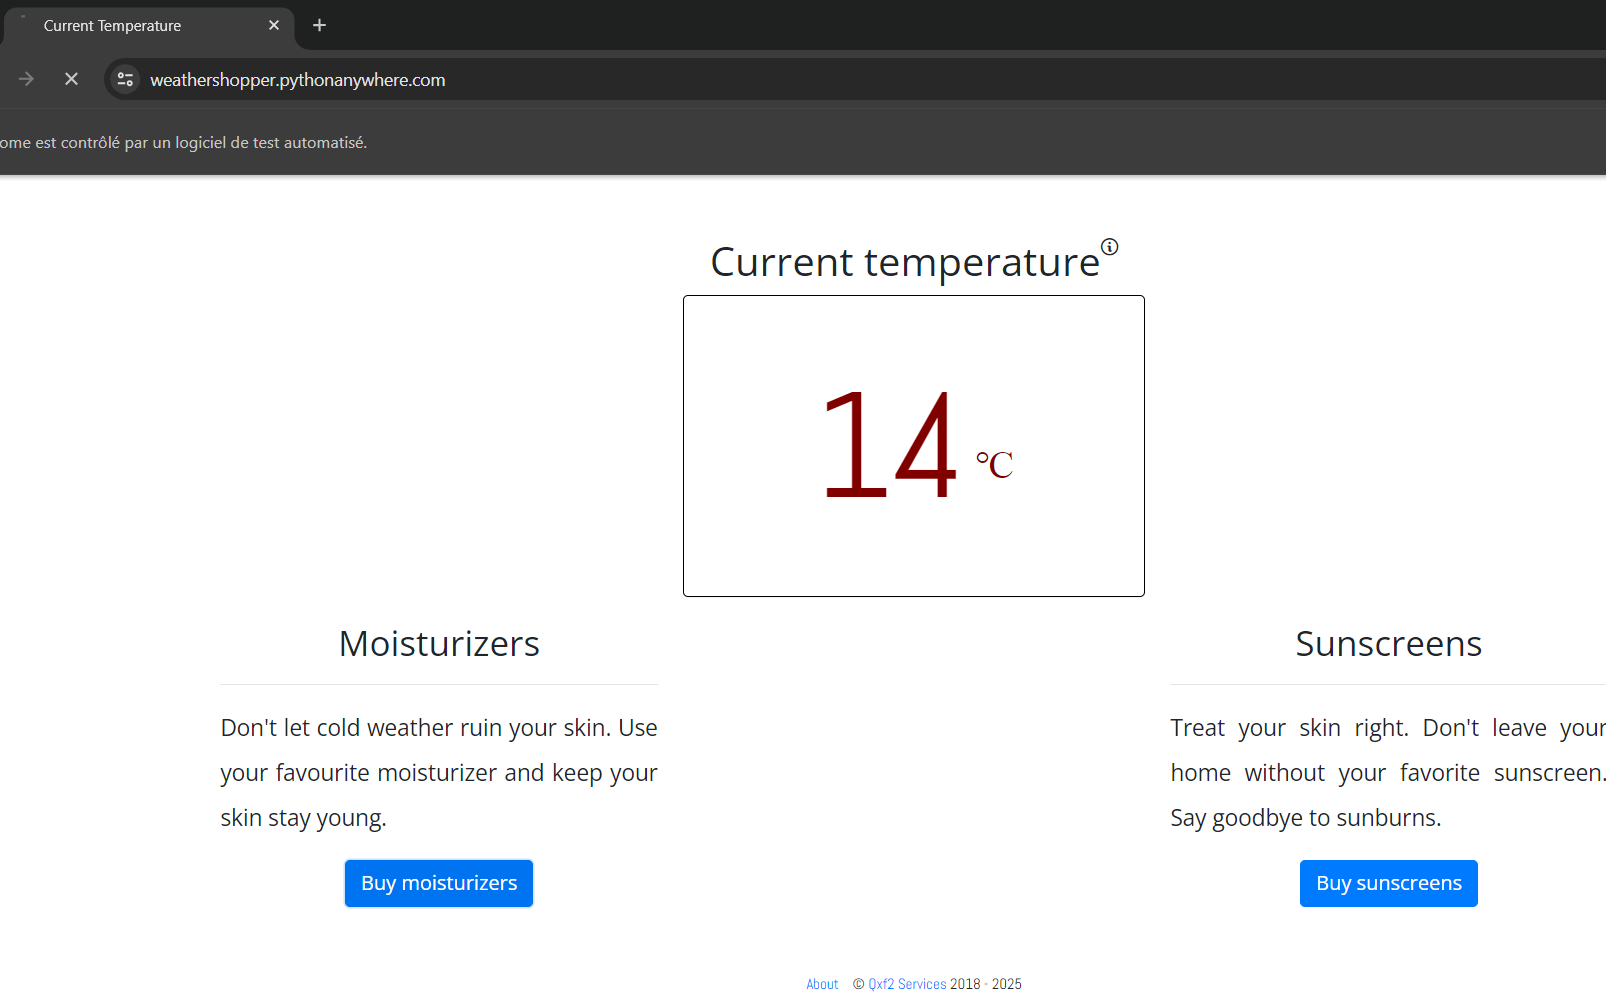 Current Temperature
weathershopper.pythonanywhere.com
ome est contrôlé par un logiciel de test automatisé.
Current temperature
14 °C
Moisturizers
Don't let cold weather ruin your skin. Use
your favourite moisturizer and keep your
skin stay young.
Buy moisturizers
Sunscreens
Treat your skin right. Don't leave your
home without your favorite sunscreen.
Say goodbye to sunburns.
Buy sunscreens
About © Qxf2 Services 2018 - 2025